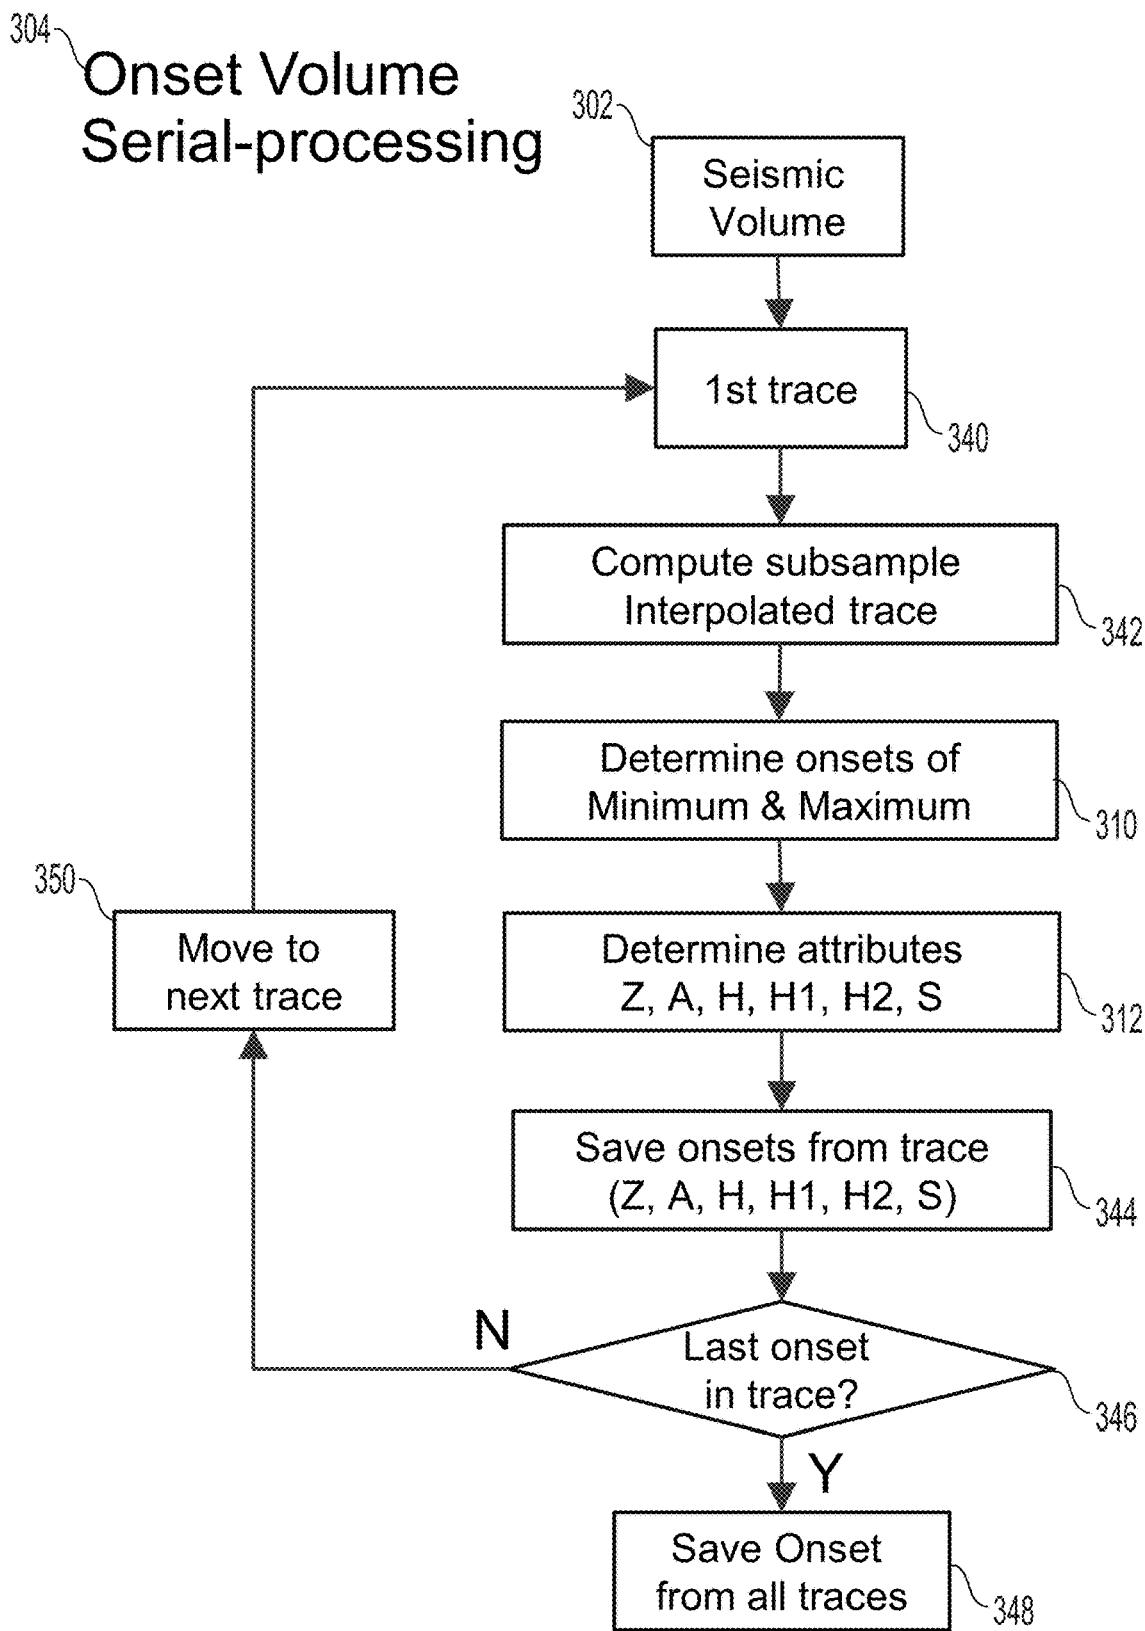 304
Onset Volume
Serial-processing
302
Seismic
Volume
1st trace
340
Compute subsample
Interpolated trace
342
Determine onsets of
Minimum & Maximum
310
350
Move to
next trace
Determine attributes
Z, A, H, H1, H2, S
312
Save onsets from trace
(Z, A, H, H1, H2, S)
344
N
Last onset
in trace?
346
Y
Save Onset
from all traces
348